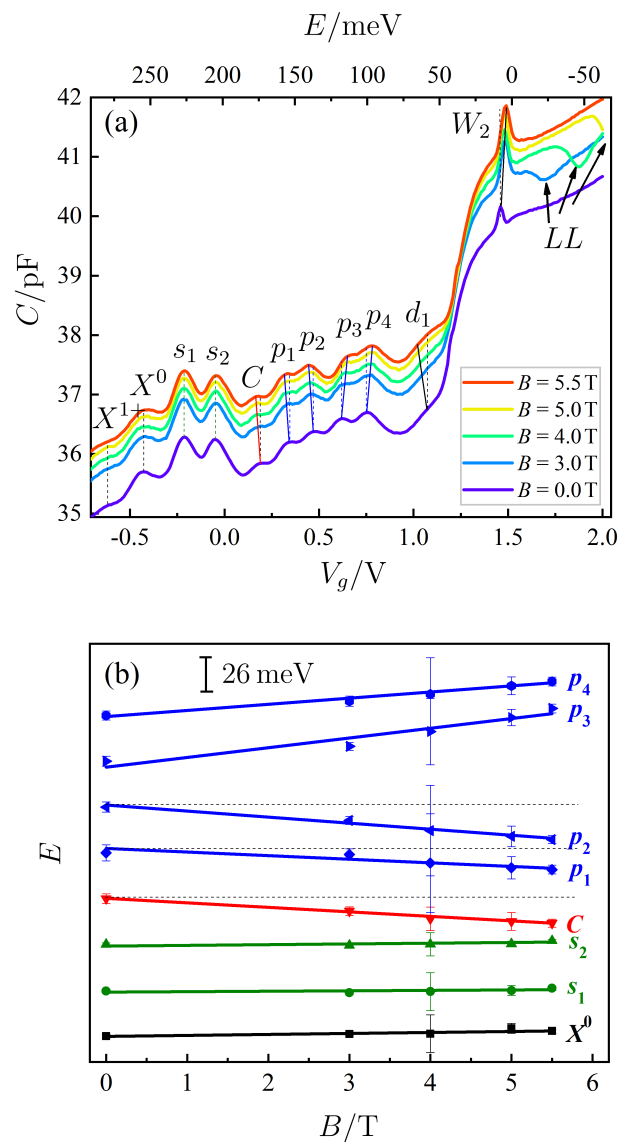 E/meV
250 200 150 100 50 0 -50
(a)
W₂
LL
X¹⁺ X⁰ s₁ s₂ C p₁ p₂ p₃ p₄ d₁
C/pF
42
41
40
39
38
37
36
35
B = 5.5 T
B = 5.0 T
B = 4.0 T
B = 3.0 T
B = 0.0 T
-0.5 0.0 0.5 1.0 1.5 2.0
V_g/V
(b)
26 meV
p₄
p₃
p₂
p₁
C
s₂
s₁
X⁰
E
0 1 2 3 4 5 6
B/T